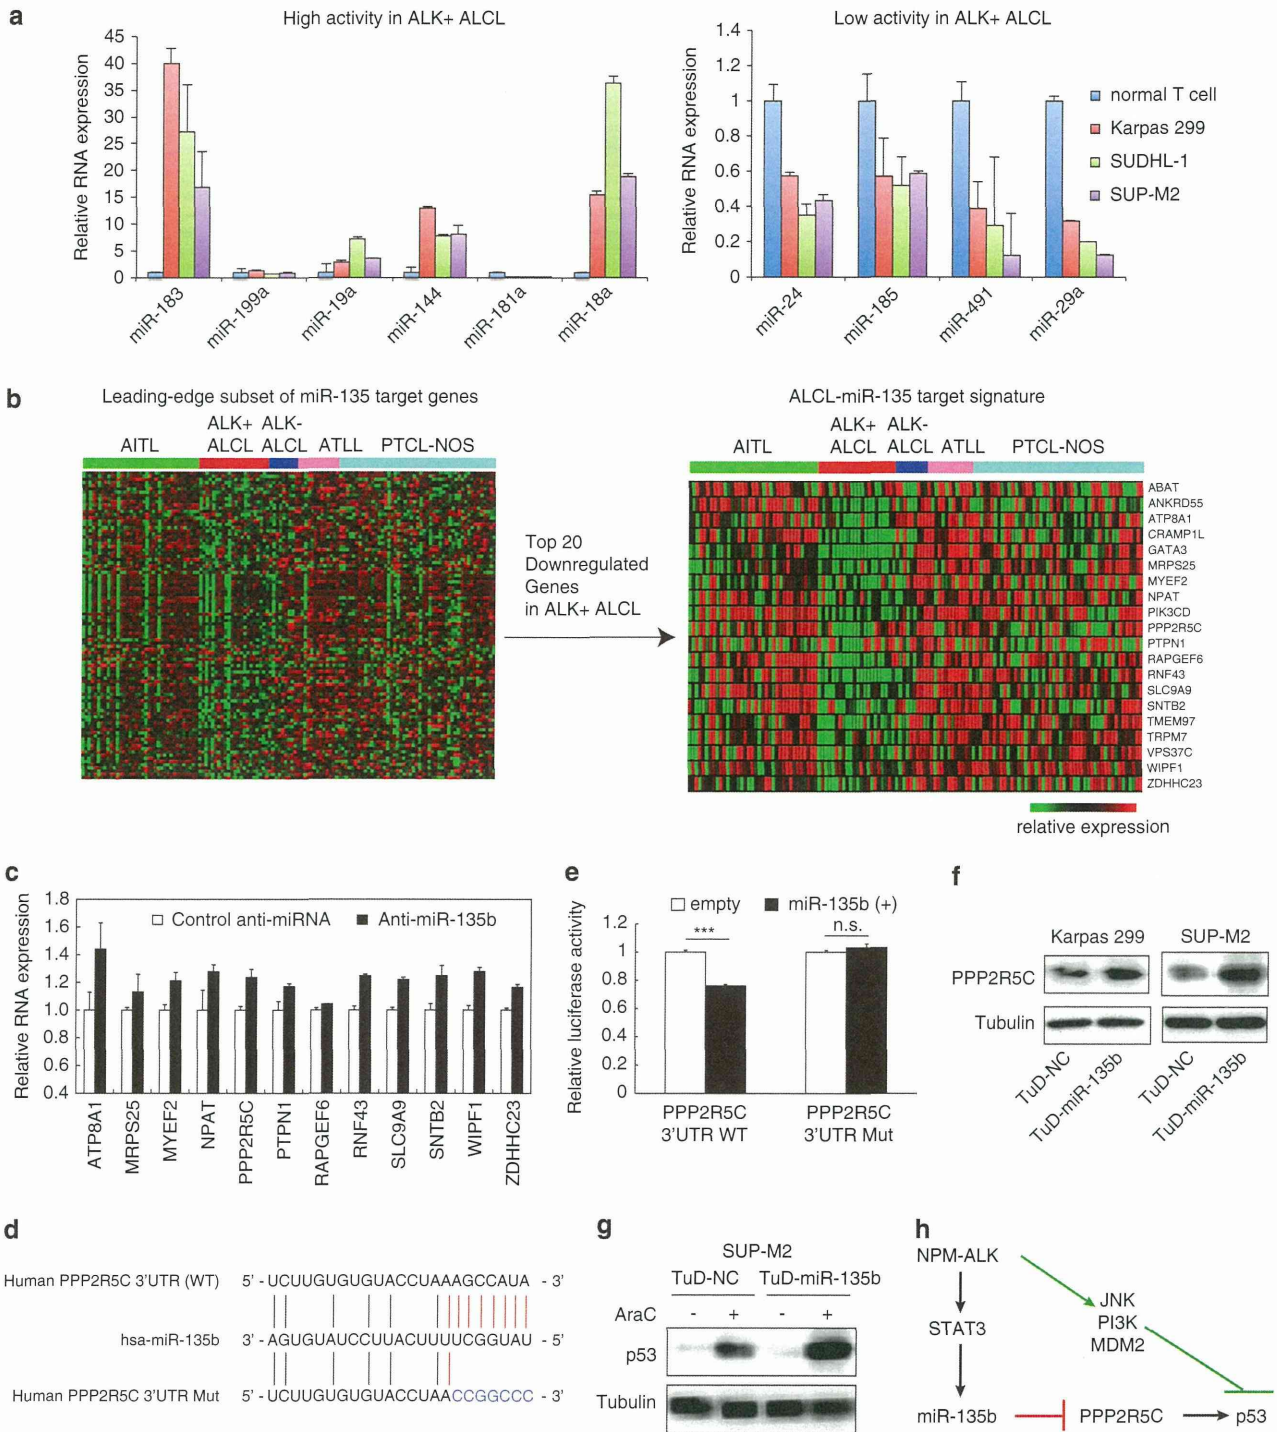 a
High activity in ALK+ ALCL
Low activity in ALK+ ALCL
Relative RNA expression
45
40
35
30
25
20
15
10
5
0
miR-183
miR-199a
miR-19a
miR-144
miR-181a
miR-18a
Relative RNA expression
1.4
1.2
1
0.8
0.6
0.4
0.2
0
miR-24
miR-185
miR-491
miR-29a
normal T cell
Karpas 299
SUDHL-1
SUP-M2
b
Leading-edge subset of miR-135 target genes
ALK+ ALK-
AITL ALCL ALCL ATLL PTCL-NOS
Top 20
Downregulated
Genes
in ALK+ ALCL
ALCL-miR-135 target signature
ALK+ ALK-
AITL ALCL ALCL ATLL PTCL-NOS
ABAT
ANKRD55
ATP8A1
CRAMP1L
GATA3
MRPS25
MYEF2
NPAT
PIK3CD
PPP2R5C
PTPN1
RAPGEF6
RNF43
SLC9A9
SNTB2
TMEM97
TRPM7
VPS37C
WIPF1
ZDHHC23
relative expression
c
Relative RNA expression
1.8
1.6
1.4
1.2
1.0
0.8
0.6
0.4
Control anti-miRNA Anti-miR-135b
ATP8A1
MRPS25
MYEF2
NPAT
PPP2R5C
PTPN1
RAPGEF6
RNF43
SLC9A9
SNTB2
WIPF1
ZDHHC23
e
empty miR-135b (+)
Relative luciferase activity
1.2
1
0.8
0.6
0.4
0.2
0
***
n.s.
PPP2R5C
3'UTR WT
PPP2R5C
3'UTR Mut
f
Karpas 299 SUP-M2
PPP2R5C
Tubulin
TuD-NC
TuD-miR-135b
TuD-NC
TuD-miR-135b
d
Human PPP2R5C 3'UTR (WT) 5' - UCUUGUGUGUACCUAAAGCCAUA - 3'
hsa-miR-135b 3'- AGUGUAUCCUUACUUUUCGGUAU - 5'
Human PPP2R5C 3'UTR Mut 5' - UCUUGUGUGUACCUAACCGGCCC - 3'
g
SUP-M2
TuD-NC TuD-miR-135b
AraC - + - +
p53
Tubulin
h
NPM-ALK
STAT3
JNK
PI3K
MDM2
miR-135b PPP2R5C p53